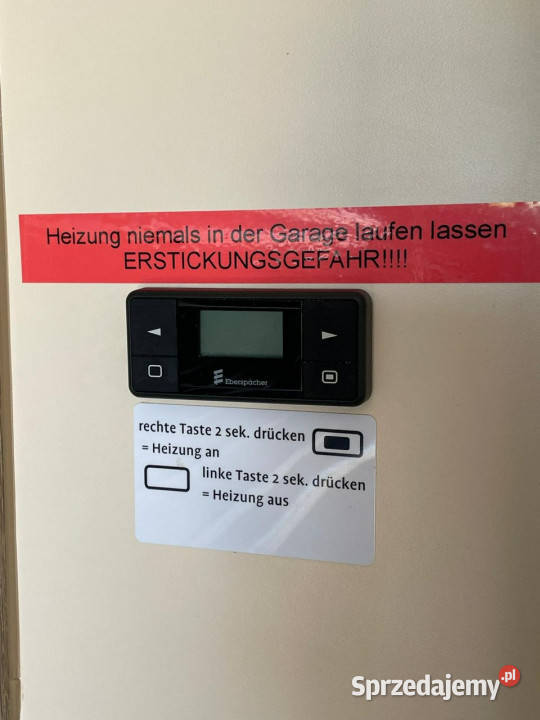 Heizung niemals in der Garage laufen lassen
ERSTICKUNGSGEFAHR!!!!
Eberspächer
rechte Taste 2 sek. drücken
= Heizung an
linke Taste 2 sek. drücken
= Heizung aus
Sprzedajemy.pl